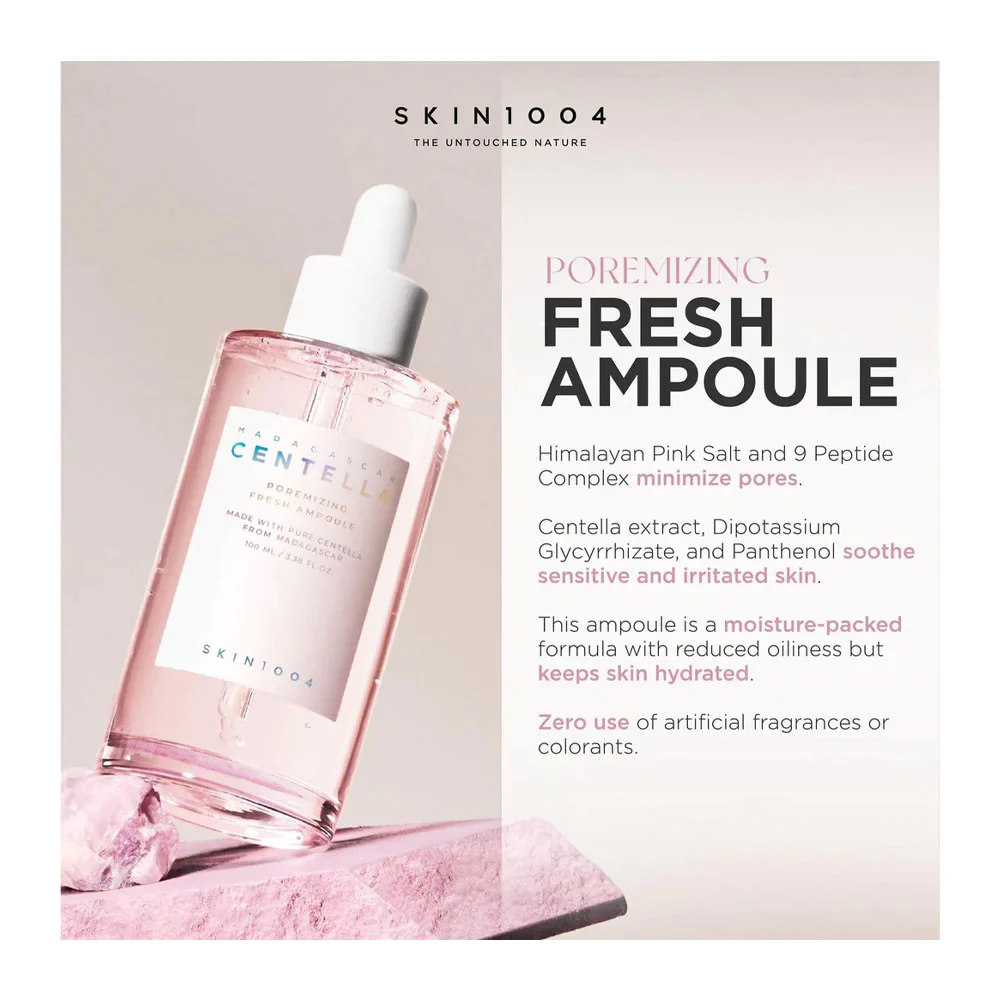 SKIN1004
THE UNTOUCHED NATURE
MADAGASCAR
CENTELLA
POREMIZING
FRESH AMPOULE
MADE WITH PURE CENTELLA
FROM MADAGASCAR
100 ML / 3.38 FL OZ.
SKIN1004
POREMIZING
FRESH
AMPOULE
Himalayan Pink Salt and 9 Peptide
Complex minimize pores.
Centella extract, Dipotassium
Glycyrrhizate, and Panthenol soothe
sensitive and irritated skin.
This ampoule is a moisture-packed
formula with reduced oiliness but
keeps skin hydrated.
Zero use of artificial fragrances or
colorants.